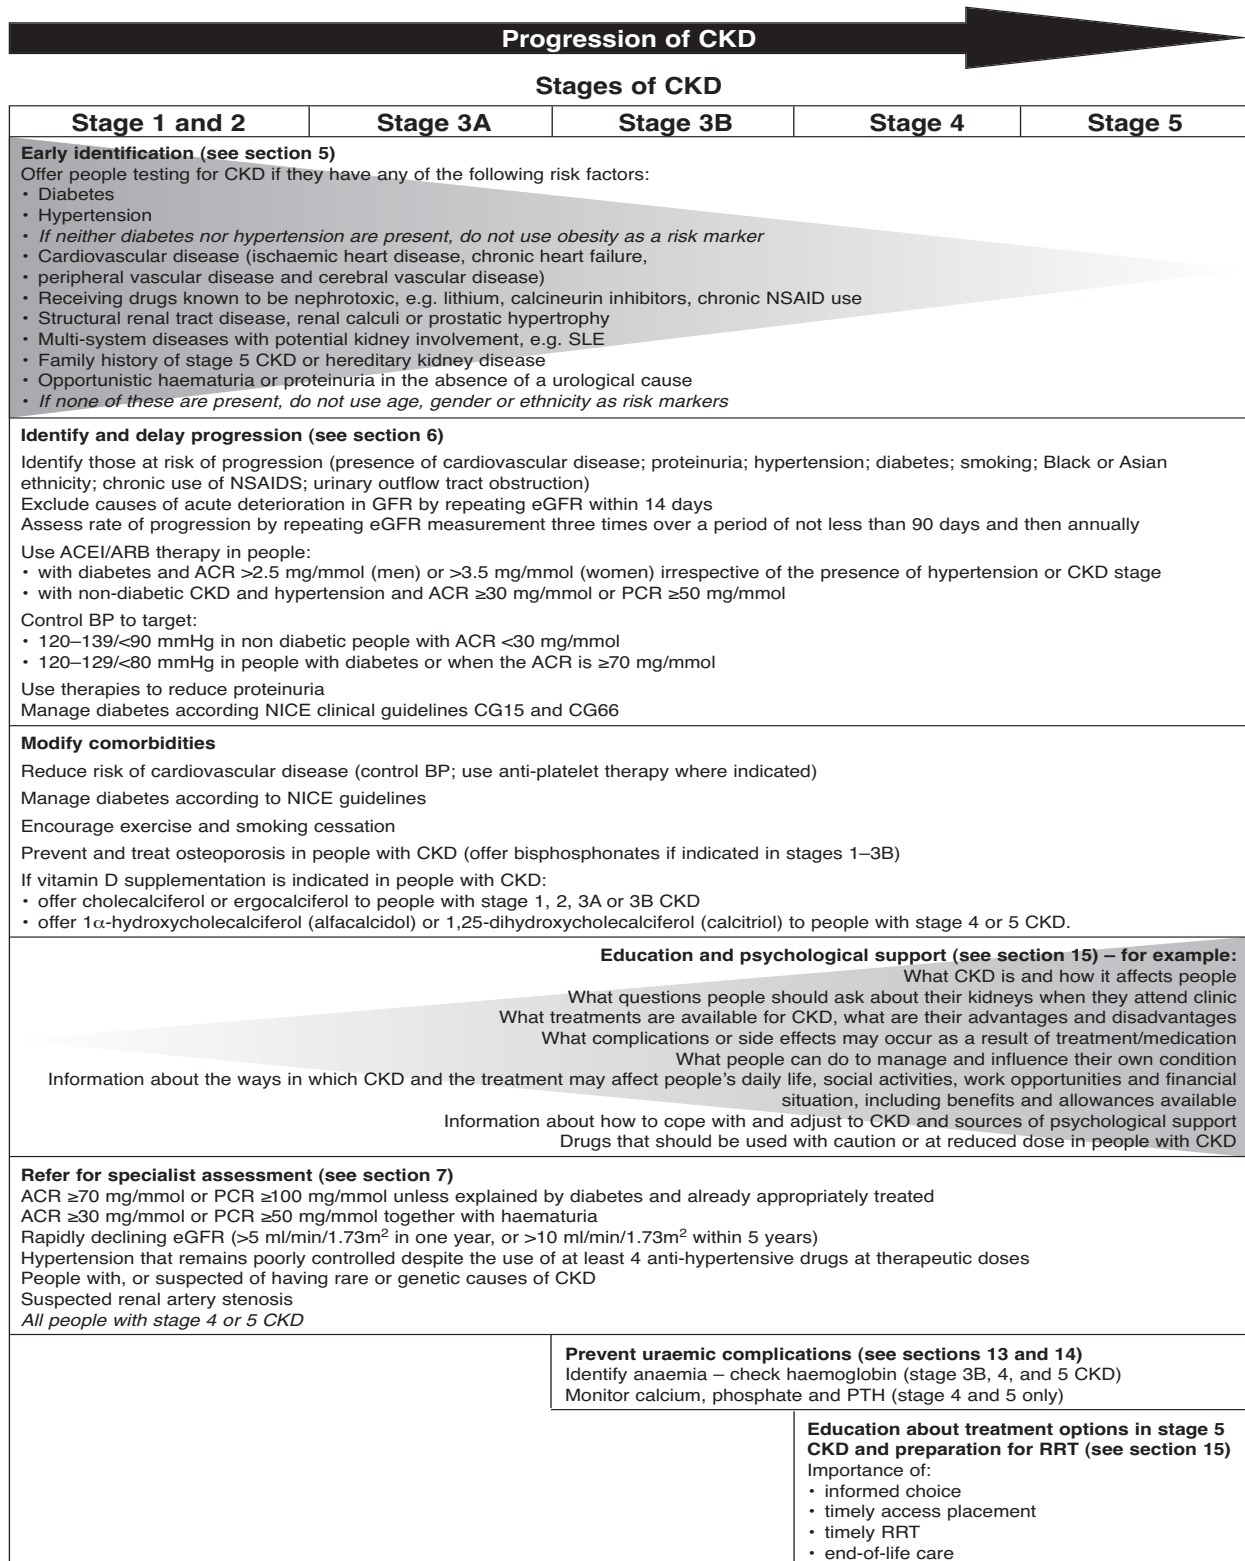 Progression of CKD
Stages of CKD
Stage 1 and 2 Stage 3A Stage 3B Stage 4 Stage 5
Early identification (see section 5)
Offer people testing for CKD if they have any of the following risk factors:
• Diabetes
• Hypertension
• If neither diabetes nor hypertension are present, do not use obesity as a risk marker
• Cardiovascular disease (ischaemic heart disease, chronic heart failure,
• peripheral vascular disease and cerebral vascular disease)
• Receiving drugs known to be nephrotoxic, e.g. lithium, calcineurin inhibitors, chronic NSAID use
• Structural renal tract disease, renal calculi or prostatic hypertrophy
• Multi-system diseases with potential kidney involvement, e.g. SLE
• Family history of stage 5 CKD or hereditary kidney disease
• Opportunistic haematuria or proteinuria in the absence of a urological cause
• If none of these are present, do not use age, gender or ethnicity as risk markers
Identify and delay progression (see section 6)
Identify those at risk of progression (presence of cardiovascular disease; proteinuria; hypertension; diabetes; smoking; Black or Asian
ethnicity; chronic use of NSAIDS; urinary outflow tract obstruction)
Exclude causes of acute deterioration in GFR by repeating eGFR within 14 days
Assess rate of progression by repeating eGFR measurement three times over a period of not less than 90 days and then annually
Use ACEI/ARB therapy in people:
• with diabetes and ACR >2.5 mg/mmol (men) or >3.5 mg/mmol (women) irrespective of the presence of hypertension or CKD stage
• with non-diabetic CKD and hypertension and ACR ≥30 mg/mmol or PCR ≥50 mg/mmol
Control BP to target:
• 120–139/<90 mmHg in non diabetic people with ACR <30 mg/mmol
• 120–129/<80 mmHg in people with diabetes or when the ACR is ≥70 mg/mmol
Use therapies to reduce proteinuria
Manage diabetes according NICE clinical guidelines CG15 and CG66
Modify comorbidities
Reduce risk of cardiovascular disease (control BP; use anti-platelet therapy where indicated)
Manage diabetes according to NICE guidelines
Encourage exercise and smoking cessation
Prevent and treat osteoporosis in people with CKD (offer bisphosphonates if indicated in stages 1–3B)
If vitamin D supplementation is indicated in people with CKD:
• offer cholecalciferol or ergocalciferol to people with stage 1, 2, 3A or 3B CKD
• offer 1α-hydroxycholecalciferol (alfacalcidol) or 1,25-dihydroxycholecalciferol (calcitriol) to people with stage 4 or 5 CKD.
Education and psychological support (see section 15) – for example:
What CKD is and how it affects people
What questions people should ask about their kidneys when they attend clinic
What treatments are available for CKD, what are their advantages and disadvantages
What complications or side effects may occur as a result of treatment/medication
What people can do to manage and influence their own condition
Information about the ways in which CKD and the treatment may affect people's daily life, social activities, work opportunities and financial
situation, including benefits and allowances available
Information about how to cope with and adjust to CKD and sources of psychological support
Drugs that should be used with caution or at reduced dose in people with CKD
Refer for specialist assessment (see section 7)
ACR ≥70 mg/mmol or PCR ≥100 mg/mmol unless explained by diabetes and already appropriately treated
ACR ≥30 mg/mmol or PCR ≥50 mg/mmol together with haematuria
Rapidly declining eGFR (>5 ml/min/1.73m² in one year, or >10 ml/min/1.73m² within 5 years)
Hypertension that remains poorly controlled despite the use of at least 4 anti-hypertensive drugs at therapeutic doses
People with, or suspected of having rare or genetic causes of CKD
Suspected renal artery stenosis
All people with stage 4 or 5 CKD
Prevent uraemic complications (see sections 13 and 14)
Identify anaemia – check haemoglobin (stage 3B, 4, and 5 CKD)
Monitor calcium, phosphate and PTH (stage 4 and 5 only)
Education about treatment options in stage 5
CKD and preparation for RRT (see section 15)
Importance of:
• informed choice
• timely access placement
• timely RRT
• end-of-life care